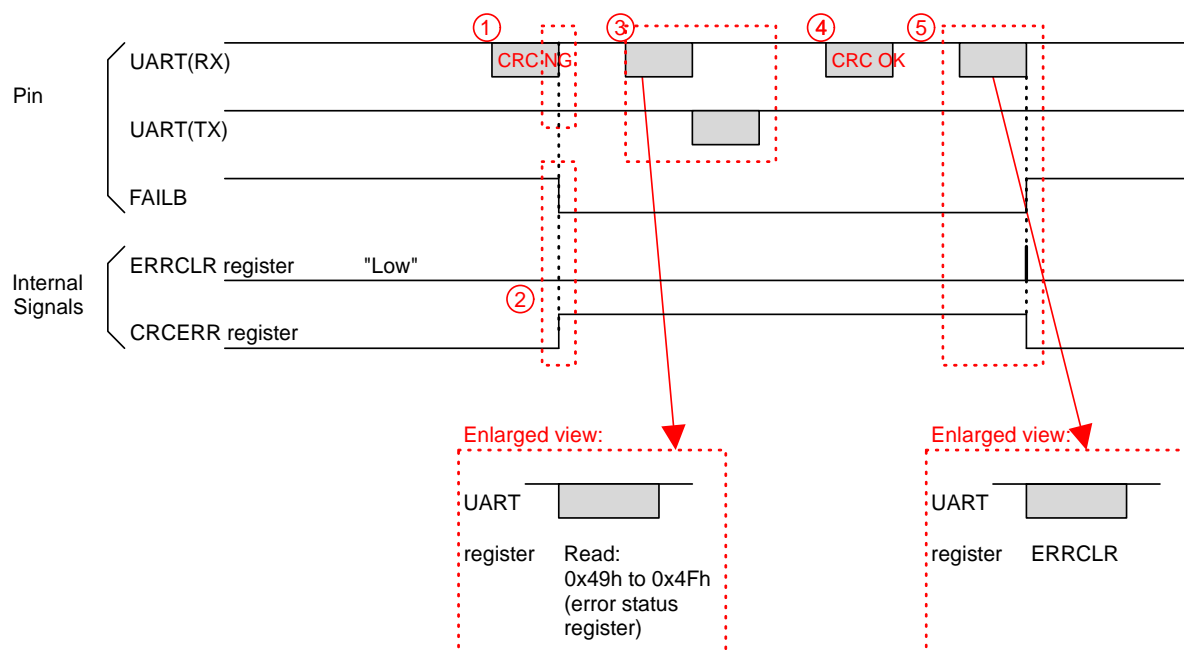 ① ③ ④ ⑤
UART(RX)
CRC NG
CRC OK
Pin
UART(TX)
FAILB
ERRCLR register "Low"
Internal
Signals
②
CRCERR register
Enlarged view:
UART
register Read:
0x49h to 0x4Fh
(error status
register)
Enlarged view:
UART
register ERRCLR